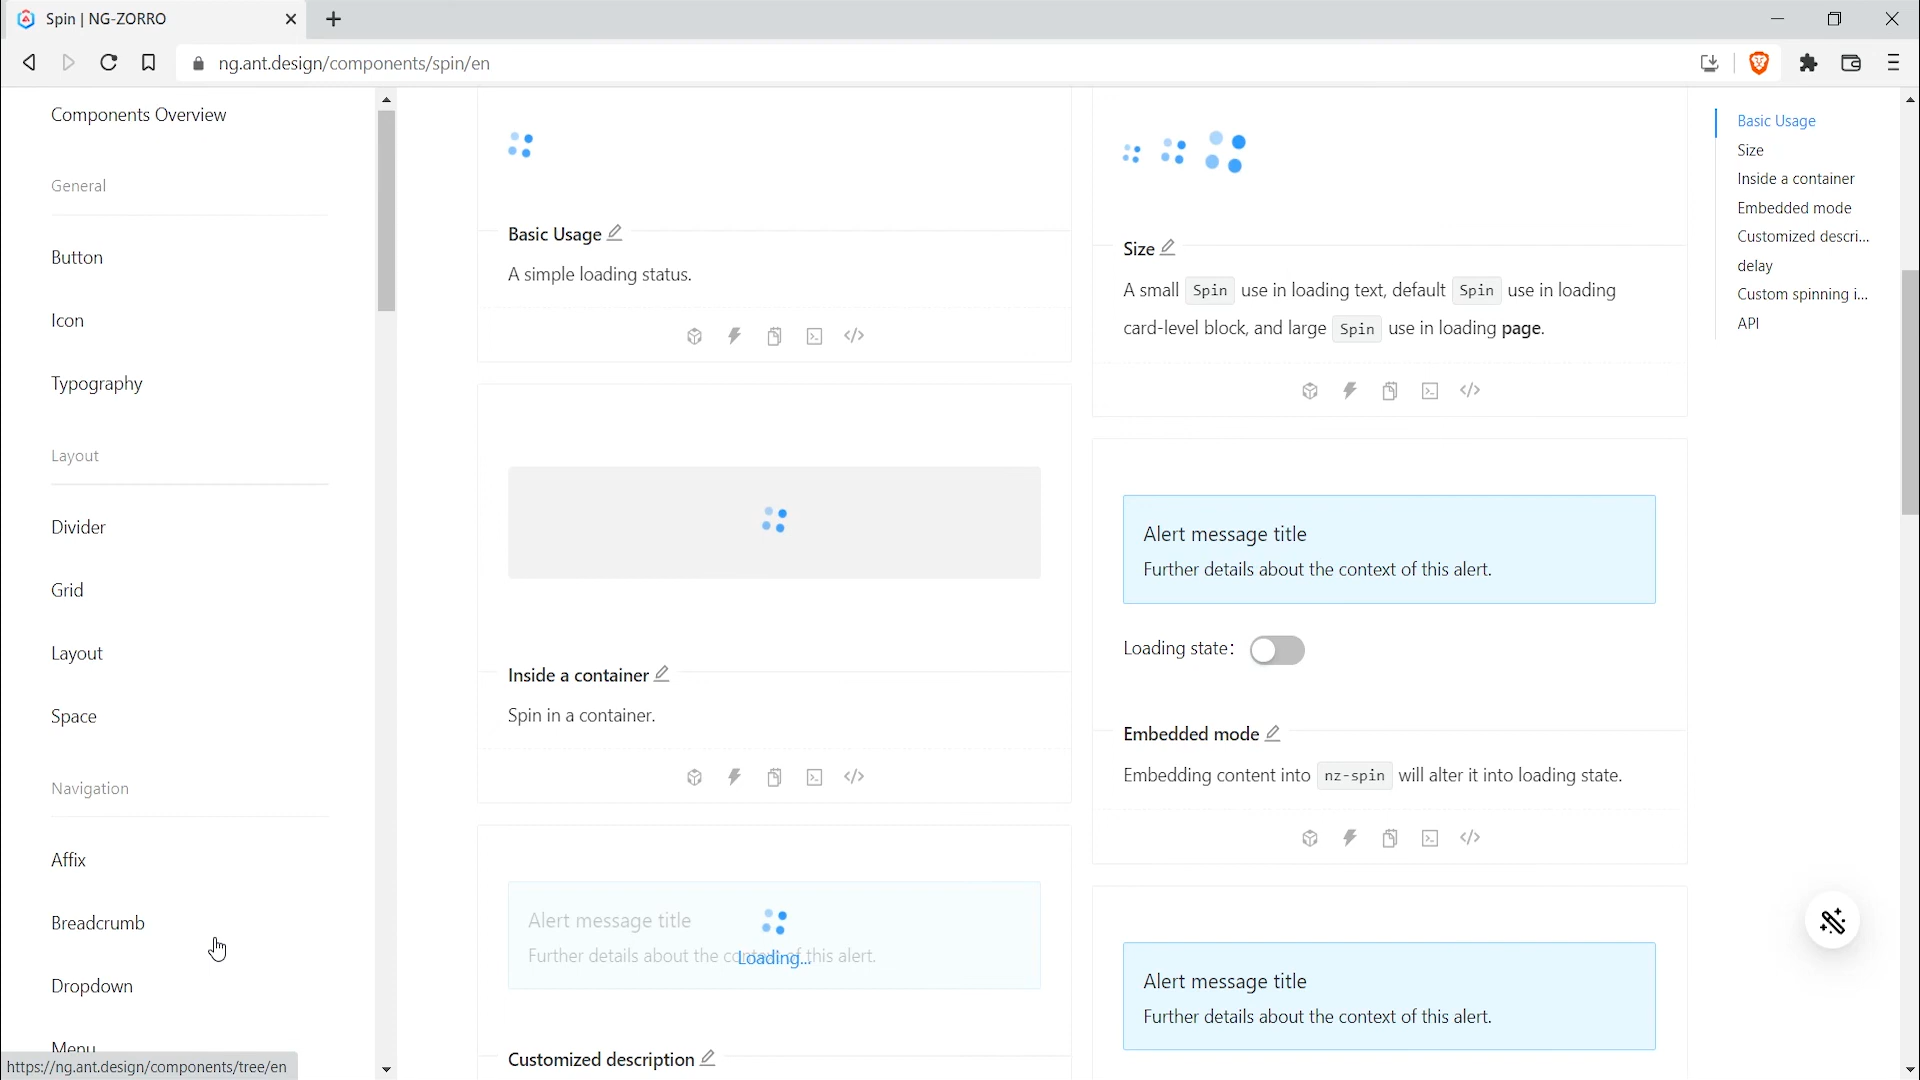 Spin | NG-ZORRO
ng.ant.design/components/spin/en
Components Overview
General
Button
Icon
Typography
Layout
Divider
Grid
Layout
Space
Navigation
Affix
Breadcrumb
Dropdown
Menu
https://ng.ant.design/components/tree/en
Basic Usage
A simple loading status.
Inside a container
Spin in a container.
Alert message title
Further details about the context of this alert.
Loading...
Customized description
Size
A small Spin use in loading text, default Spin use in loading
card-level block, and large Spin use in loading page.
Alert message title
Further details about the context of this alert.
Loading state:
Embedded mode
Embedding content into nz-spin will alter it into loading state.
Alert message title
Further details about the context of this alert.
Basic Usage
Size
Inside a container
Embedded mode
Customized descri...
delay
Custom spinning i...
API